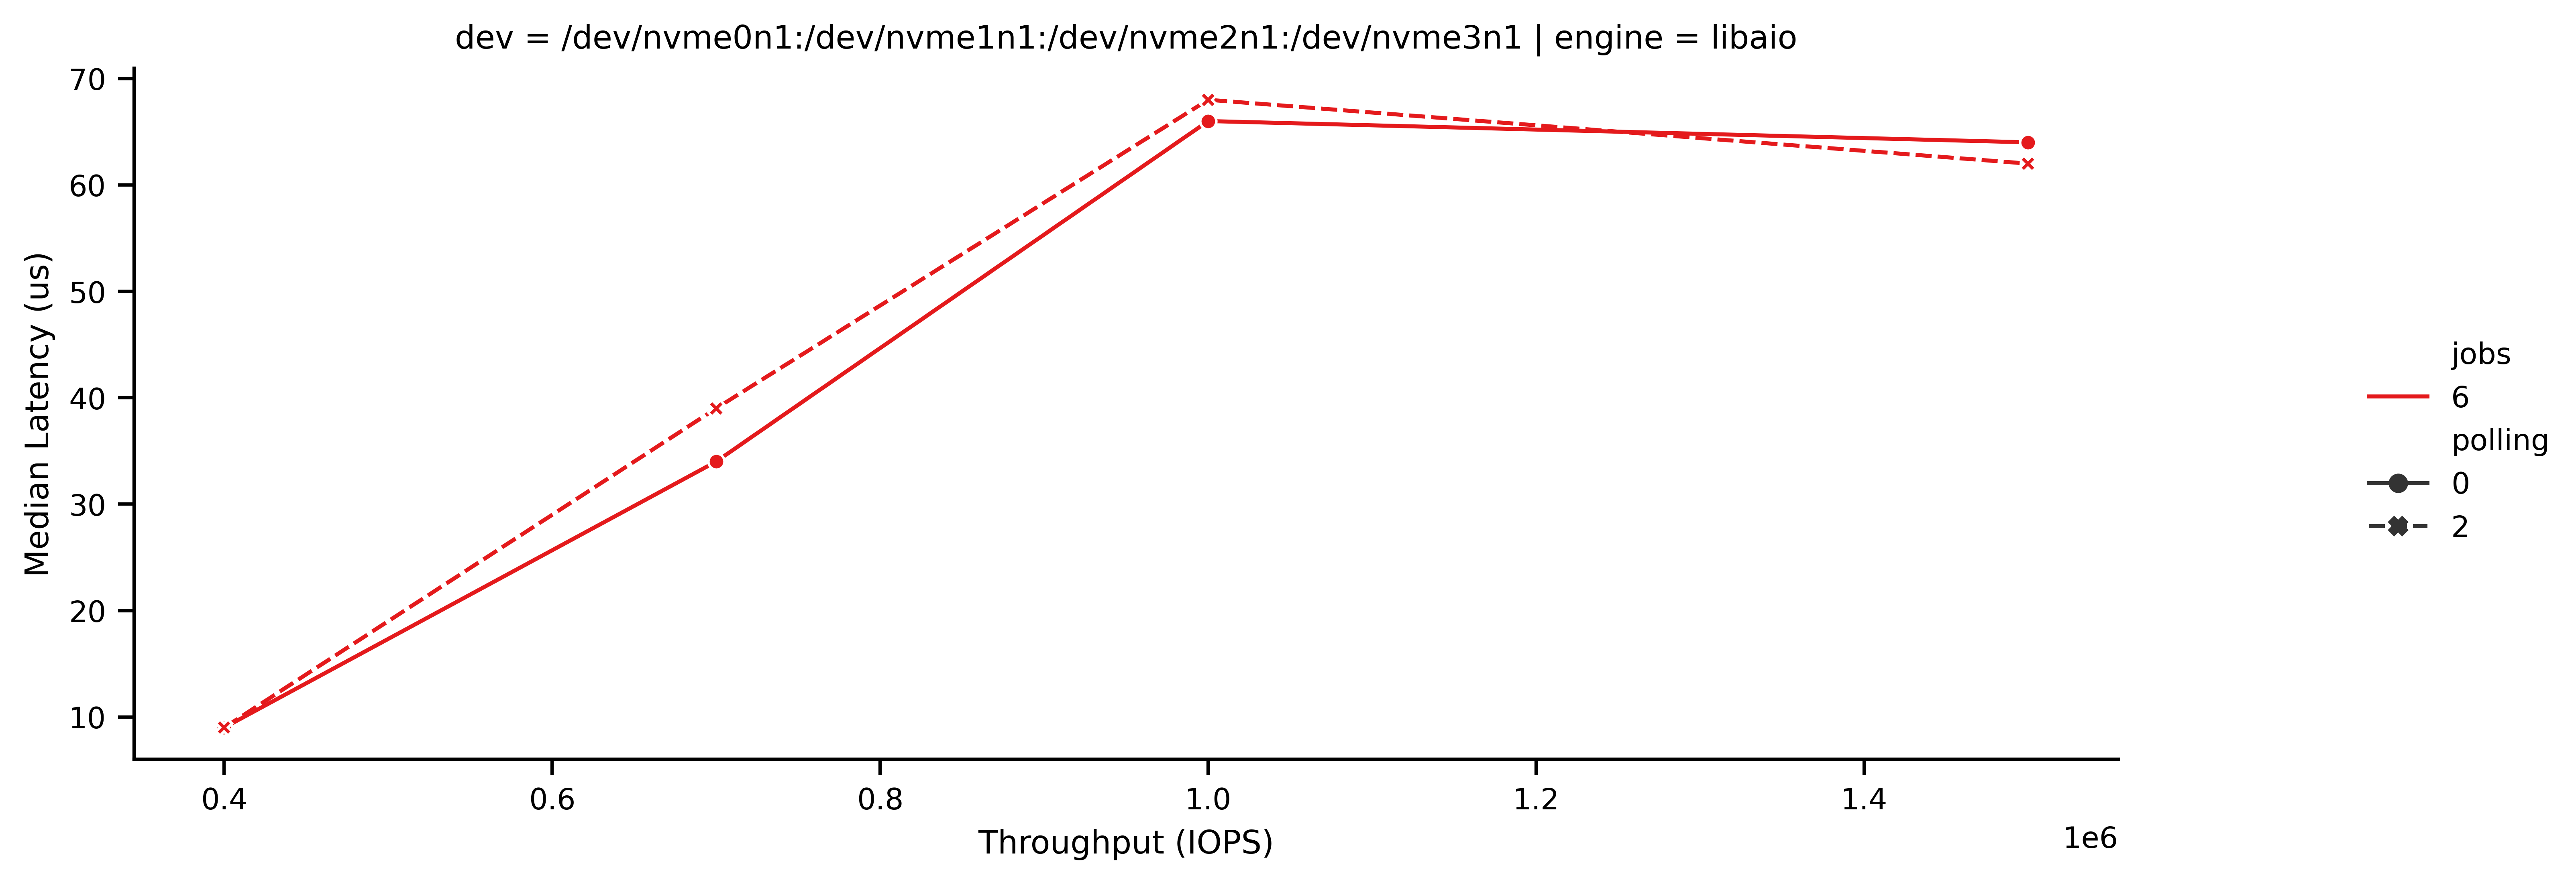 dev = /dev/nvme0n1:/dev/nvme1n1:/dev/nvme2n1:/dev/nvme3n1 | engine = libaio
Median Latency (us)
70
60
50
40
30
20
10
0.4 0.6 0.8 1.0 1.2 1.4
1e6
Throughput (IOPS)
jobs
6
polling
0
2